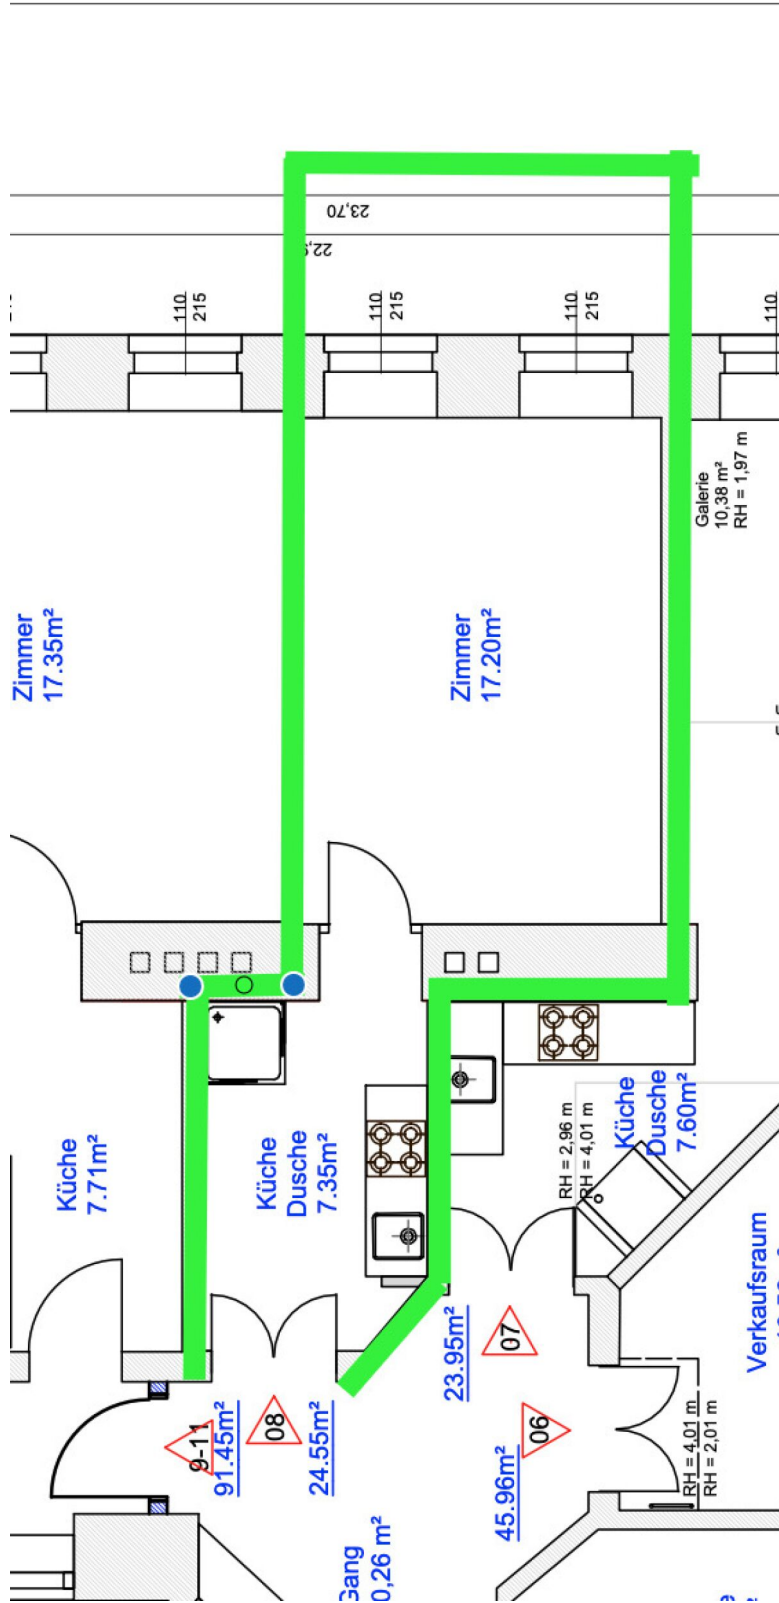 23,70
110
215
110
215
110
215
110
Galerie
10,38 m²
RH = 1,97 m
Zimmer
17.35m²
Zimmer
17.20m²
Küche
7.71m²
Küche
Dusche
7.35m²
RH = 2,96 m
RH = 4,01 m
Küche
Dusche
7.60m²
Verkaufsraum
23.95m²
07
9-11
91.45m²
08
24.55m²
06
45.96m²
RH = 4,01 m
RH = 2,01 m
Gang
0,26 m²